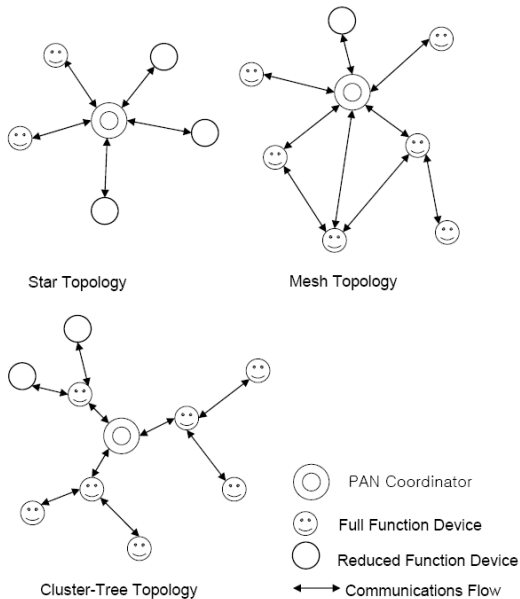 Star Topology
Mesh Topology
PAN Coordinator
Full Function Device
Reduced Function Device
Communications Flow
Cluster-Tree Topology